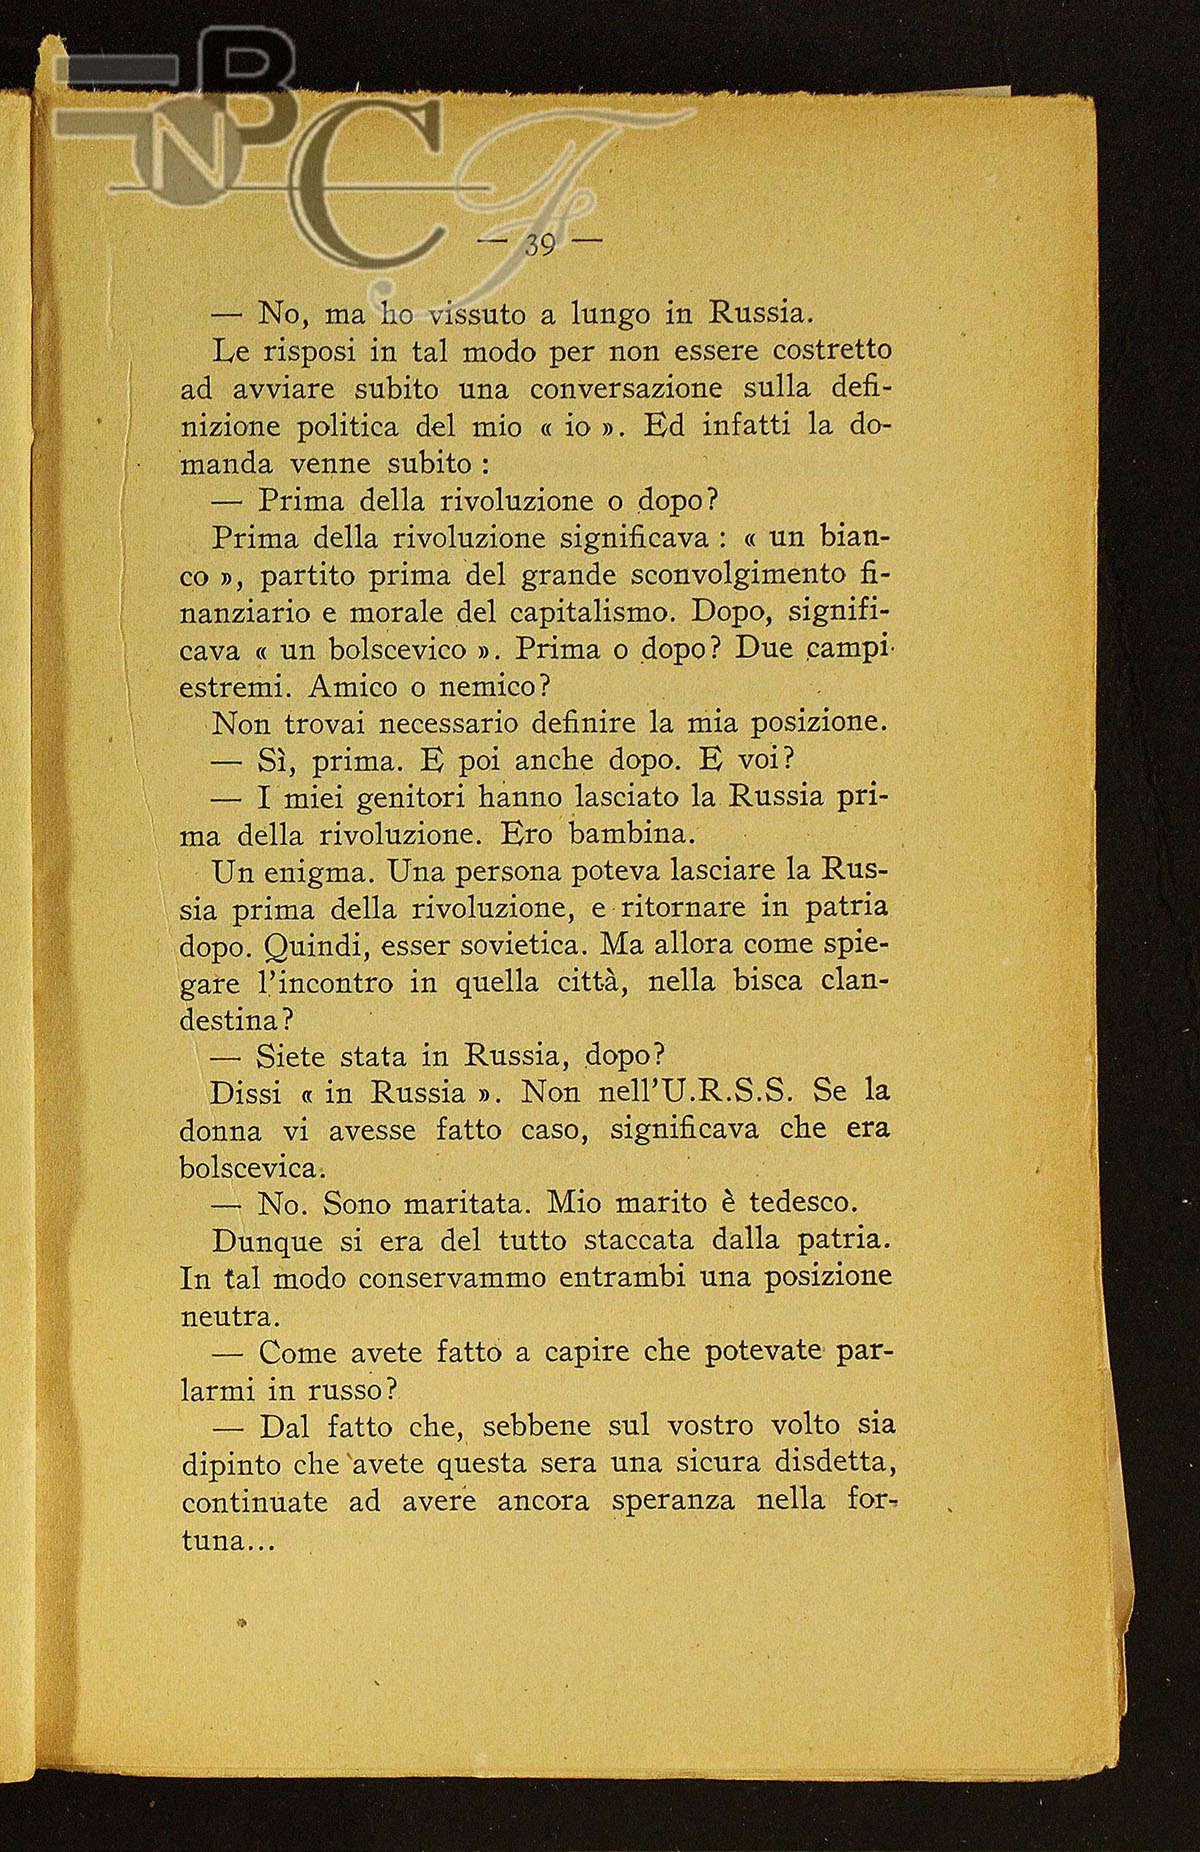 BNCF
— 39 —
— No, ma ho vissuto a lungo in Russia.
Le risposi in tal modo per non essere costretto
ad avviare subito una conversazione sulla defi-
nizione politica del mio « io ». Ed infatti la do-
manda venne subito :
— Prima della rivoluzione o dopo?
Prima della rivoluzione significava : « un bian-
co », partito prima del grande sconvolgimento fi-
nanziario e morale del capitalismo. Dopo, signifi-
cava « un bolscevico ». Prima o dopo? Due campi
estremi. Amico o nemico?
Non trovai necessario definire la mia posizione.
— Sì, prima. E poi anche dopo. E voi?
— I miei genitori hanno lasciato la Russia pri-
ma della rivoluzione. Ero bambina.
Un enigma. Una persona poteva lasciare la Rus-
sia prima della rivoluzione, e ritornare in patria
dopo. Quindi, esser sovietica. Ma allora come spie-
gare l'incontro in quella città, nella bisca clan-
destina?
— Siete stata in Russia, dopo?
Dissi « in Russia ». Non nell'U.R.S.S. Se la
donna vi avesse fatto caso, significava che era
bolscevica.
— No. Sono maritata. Mio marito è tedesco.
Dunque si era del tutto staccata dalla patria.
In tal modo conservammo entrambi una posizione
neutra.
— Come avete fatto a capire che potevate par-
larmi in russo?
— Dal fatto che, sebbene sul vostro volto sia
dipinto che avete questa sera una sicura disdetta,
continuate ad avere ancora speranza nella for-
tuna...